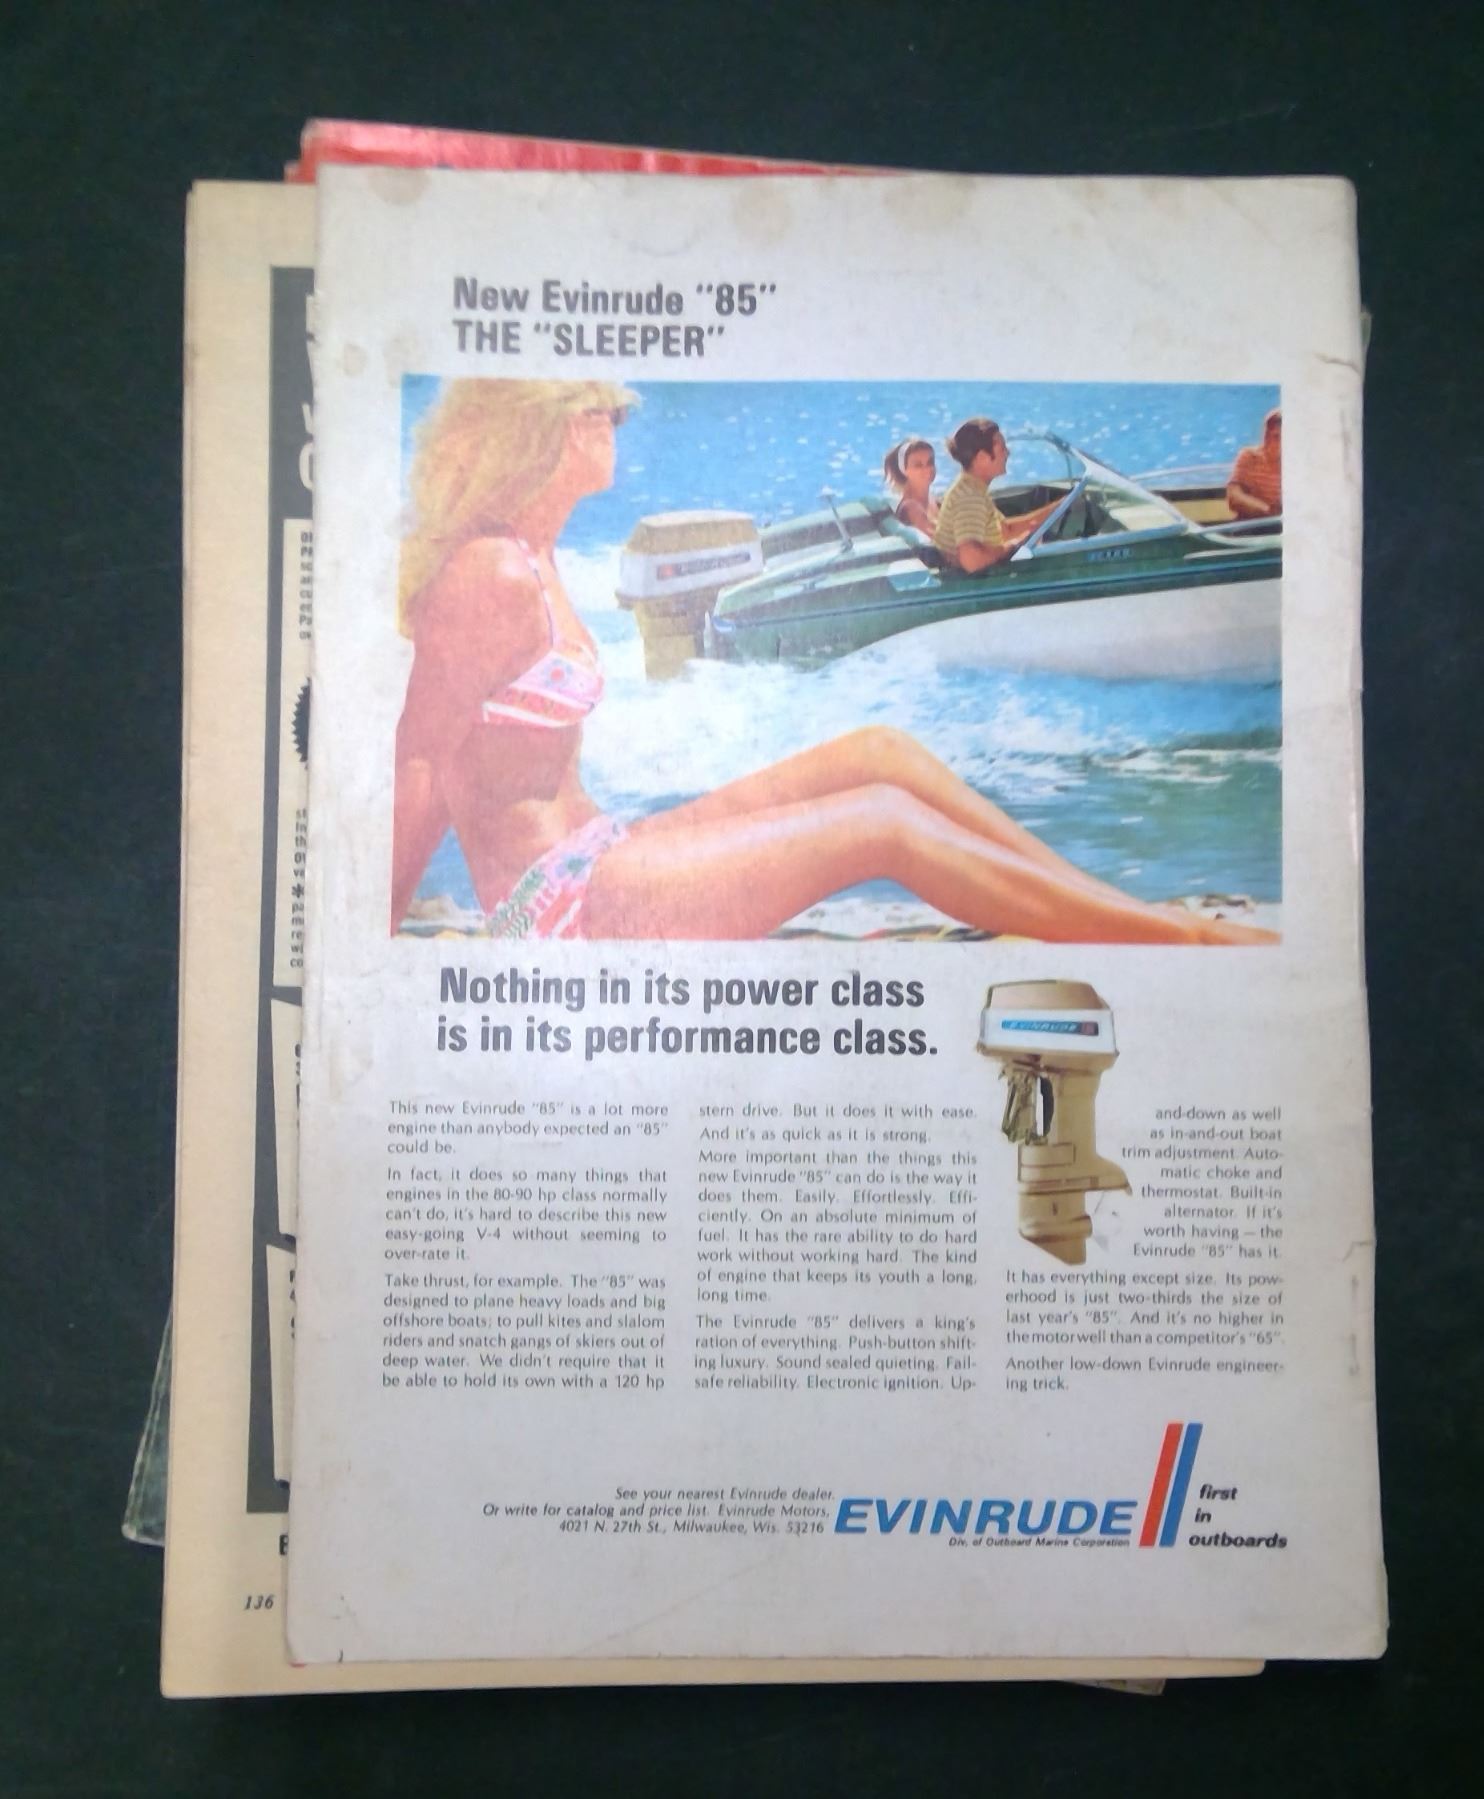 New Evinrude "85"
THE "SLEEPER"
Nothing in its power class
is in its performance class.
EVINRUDE
This new Evinrude "85" is a lot more
engine than anybody expected an "85"
could be.
In fact, it does so many things that
engines in the 80-90 hp class normally
can't do, it's hard to describe this new
easy-going V-4 without seeming to
over-rate it.
Take thrust, for example. The "85" was
designed to plane heavy loads and big
offshore boats; to pull kites and slalom
riders and snatch gangs of skiers out of
deep water. We didn't require that it
be able to hold its own with a 120 hp
stern drive. But it does it with ease.
And it's as quick as it is strong.
More important than the things this
new Evinrude "85" can do is the way it
does them. Easily. Effortlessly. Effi-
ciently. On an absolute minimum of
fuel. It has the rare ability to do hard
work without working hard. The kind
of engine that keeps its youth a long,
long time.
The Evinrude "85" delivers a king's
ration of everything. Push-button shift-
ing luxury. Sound sealed quieting. Fail-
safe reliability. Electronic ignition. Up-
and-down as well
as in-and-out boat
trim adjustment. Auto-
matic choke and
thermostat. Built-in
alternator. If it's
worth having — the
Evinrude "85" has it.
It has everything except size. Its pow-
erhood is just two-thirds the size of
last year's "85". And it's no higher in
the motorwell than a competitor's "65".
Another low-down Evinrude engineer-
ing trick.
See your nearest Evinrude dealer.
Or write for catalog and price list. Evinrude Motors,
4021 N. 27th St., Milwaukee, Wis. 53216
EVINRUDE
Div. of Outboard Marine Corporation
first
in
outboards
136